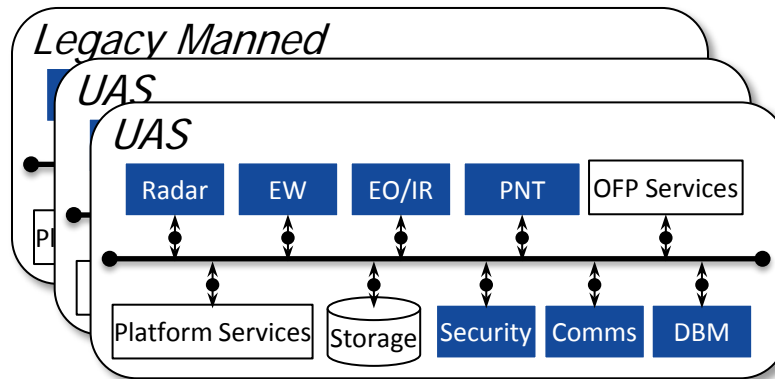 Legacy Manned
UAS
UAS
Radar
EW
EO/IR
PNT
OFP Services
Platform Services
Storage
Security
Comms
DBM